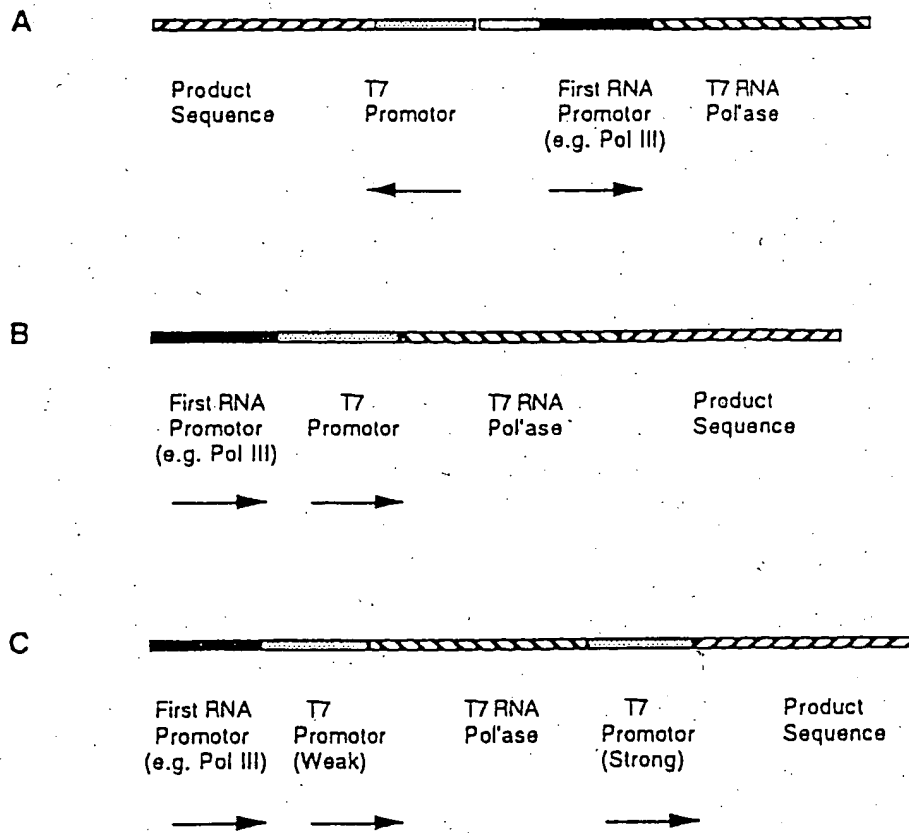 A
Product
Sequence
T7
Promotor
First RNA
Promotor
(e.g. Pol III)
T7 RNA
Pol'ase
B
First RNA
Promotor
(e.g. Pol III)
T7
Promotor
T7 RNA
Pol'ase
Product
Sequence
C
First RNA
Promotor
(e.g. Pol III)
T7
Promotor
(Weak)
T7 RNA
Pol'ase
T7
Promotor
(Strong)
Product
Sequence